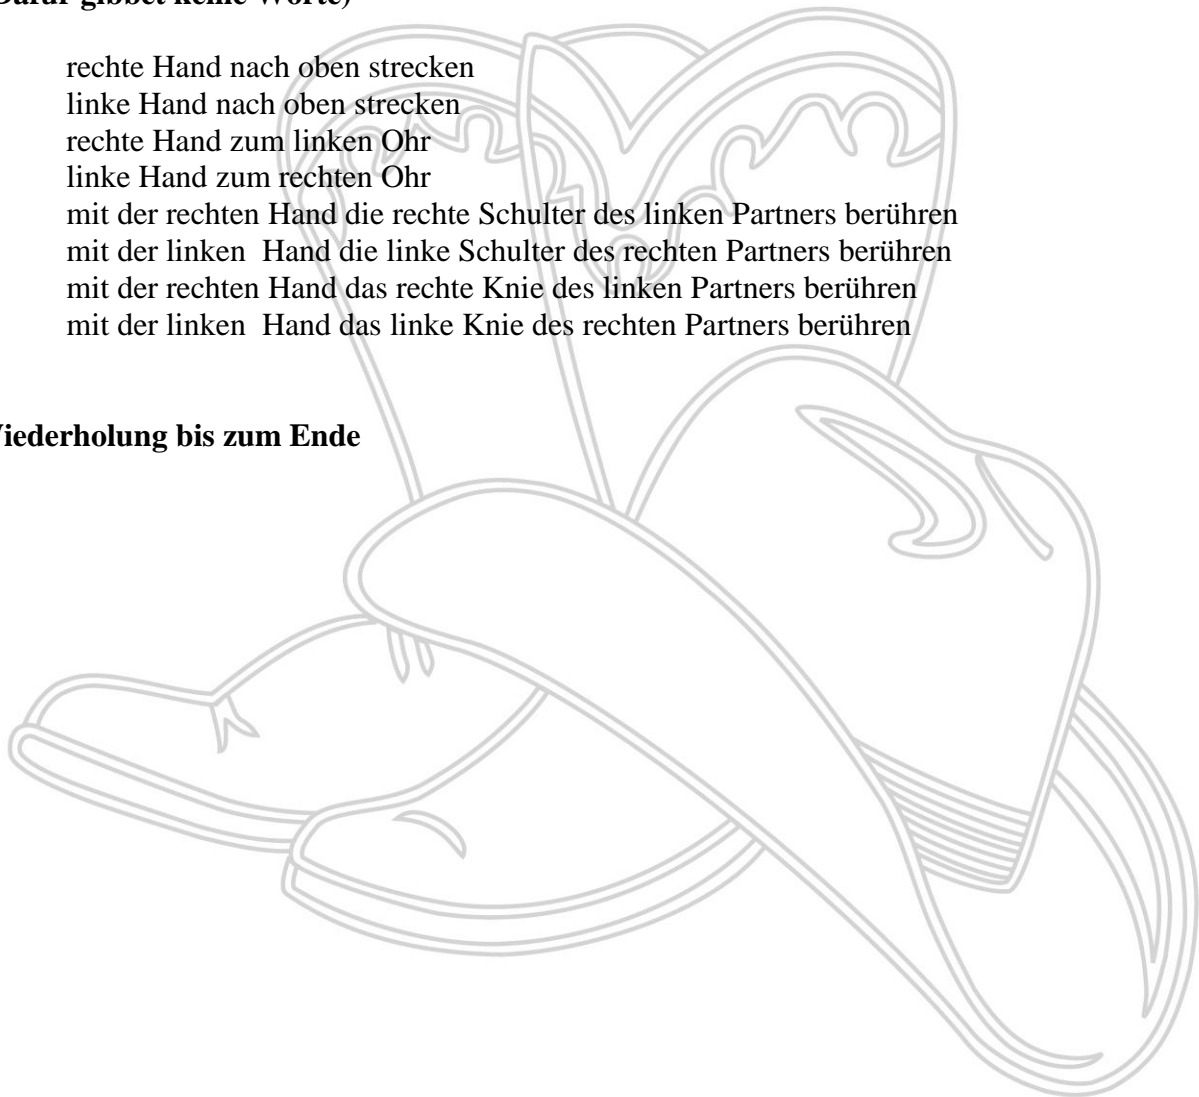 gibbet keine Worte)
rechte Hand nach oben strecken
linke Hand nach oben strecken
rechte Hand zum linken Ohr
linke Hand zum rechten Ohr
mit der rechten Hand die rechte Schulter des linken Partners berühren
mit der linken  Hand die linke Schulter des rechten Partners berühren
mit der rechten Hand das rechte Knie des linken Partners berühren
mit der linken  Hand das linke Knie des rechten Partners berühren
iederholung bis zum Ende